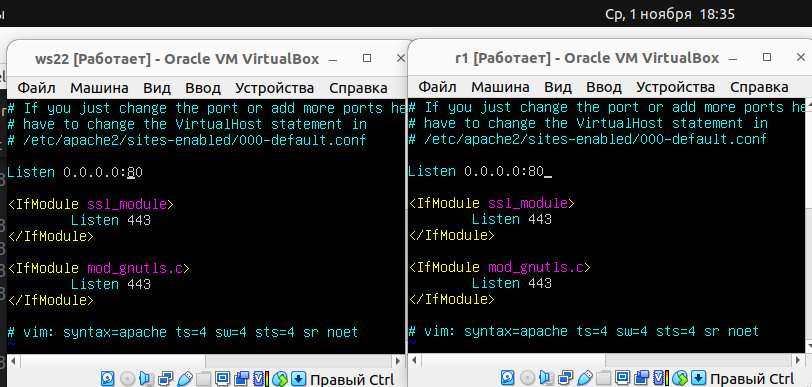 Ср, 1 ноября 18:35
ws22 [Работает] - Oracle VM VirtualBox
Файл Машина Вид Ввод Устройства Справка
# If you just change the port or add more ports he
# have to change the VirtualHost statement in
# /etc/apache2/sites-enabled/000-default.conf
Listen 0.0.0.0:80
<IfModule ssl_module>
Listen 443
</IfModule>
<IfModule mod_gnutls.c>
Listen 443
</IfModule>
# vim: syntax=apache ts=4 sw=4 sts=4 sr noet
~
Правый Ctrl
r1 [Работает] - Oracle VM VirtualBox
Файл Машина Вид Ввод Устройства Справка
# If you just change the port or add more ports he
# have to change the VirtualHost statement in
# /etc/apache2/sites-enabled/000-default.conf
Listen 0.0.0.0:80
<IfModule ssl_module>
Listen 443
</IfModule>
<IfModule mod_gnutls.c>
Listen 443
</IfModule>
# vim: syntax=apache ts=4 sw=4 sts=4 sr noet
~
Правый Ctrl